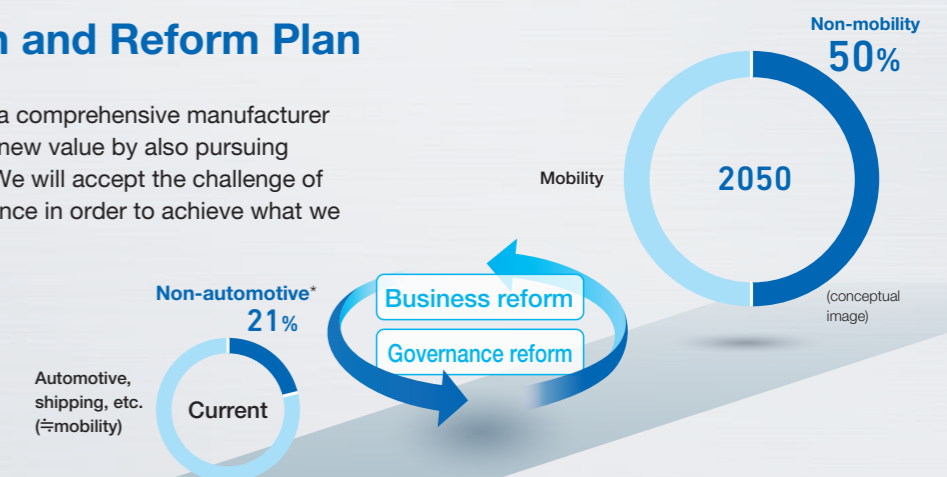 and Reform Plan
a comprehensive manufacturer
new value by also pursuing
We will accept the challenge of
in order to achieve what we
Non-mobility
50%
Mobility
2050
(conceptual
image)
Business reform
Governance reform
Non-automotive*
21%
Automotive,
shipping, etc.
(≒mobility)
Current